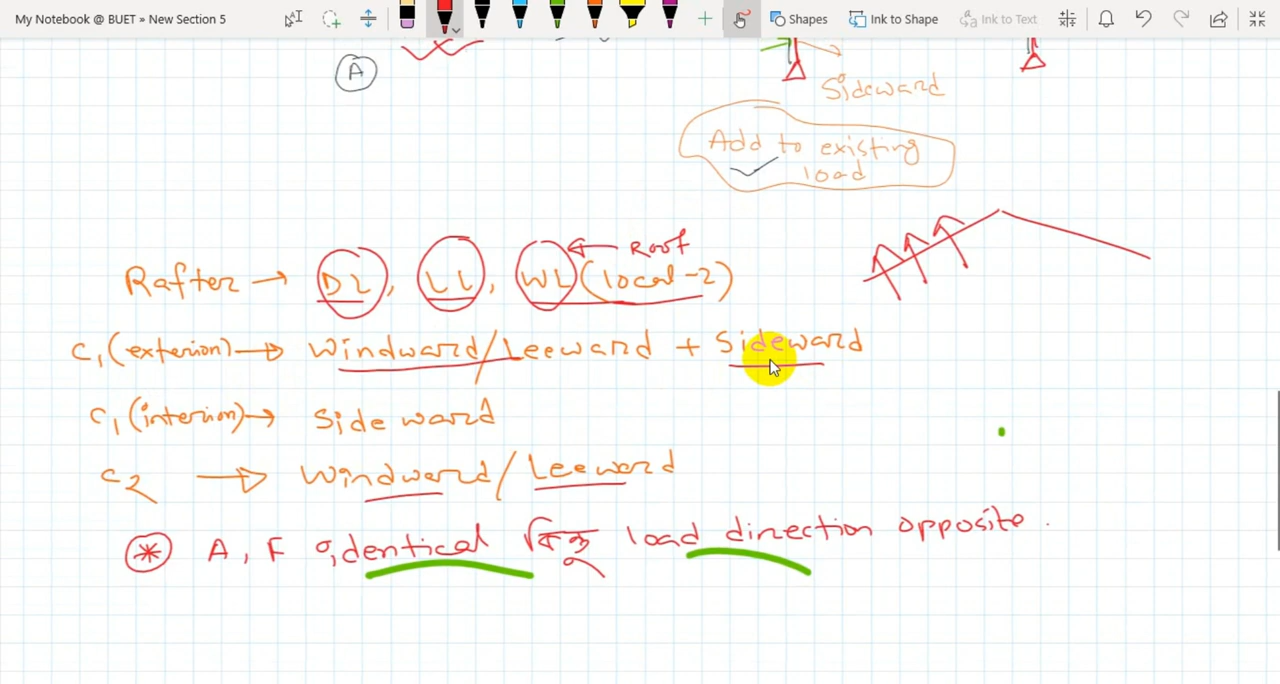 My Notebook @ BUET » New Section 5
Shapes
Ink to Shape
Ink to Text
A
Sideward
Add to existing
load
Rafter → DL, LL, WL (local-2) ← Roof
C1 (exterior) → Windward/Leeward + Sideward
C1 (interior) → Side ward
C2 → Windward/Leeward
* A, F identical কিন্তু load direction opposite.